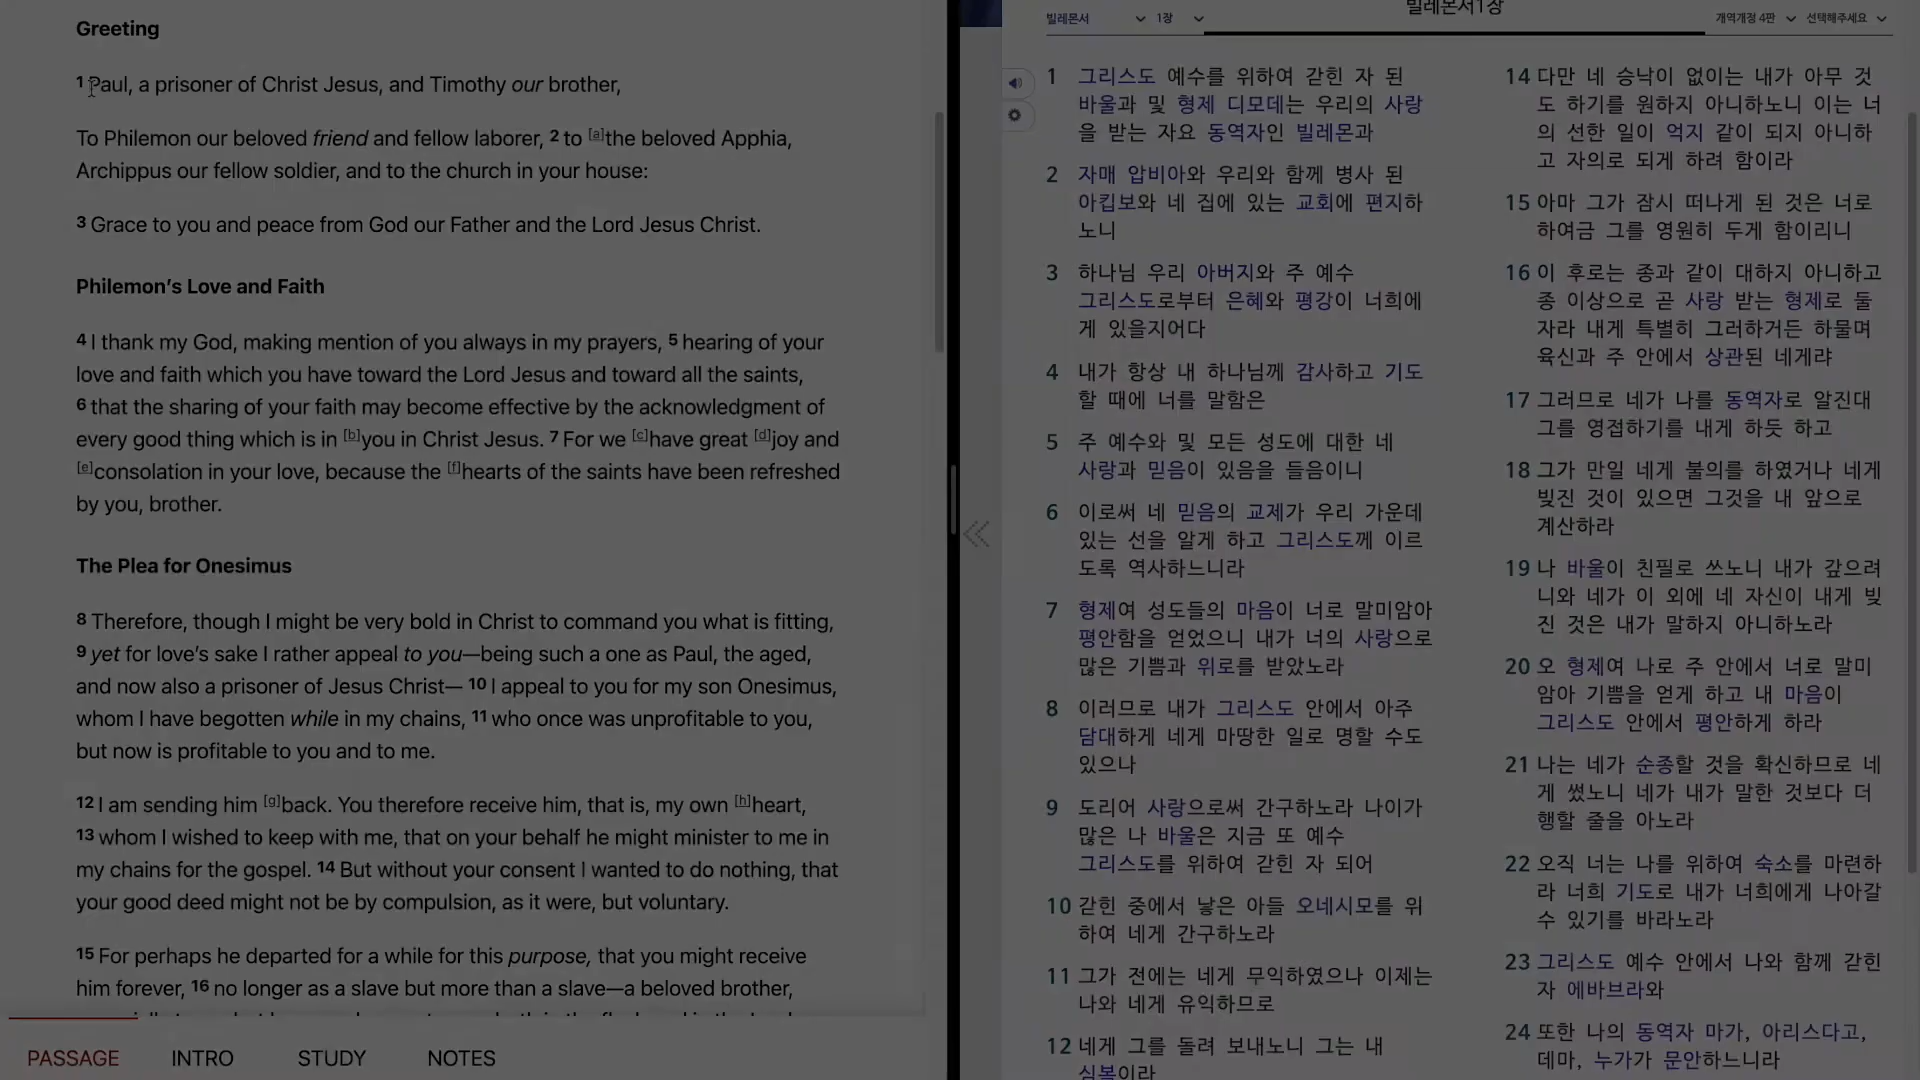 Greeting
1 Paul, a prisoner of Christ Jesus, and Timothy our brother,
To Philemon our beloved friend and fellow laborer, 2 to [a]the beloved Apphia,
Archippus our fellow soldier, and to the church in your house:
3 Grace to you and peace from God our Father and the Lord Jesus Christ.
Philemon’s Love and Faith
4 I thank my God, making mention of you always in my prayers, 5 hearing of your
love and faith which you have toward the Lord Jesus and toward all the saints,
6 that the sharing of your faith may become effective by the acknowledgment of
every good thing which is in [b]you in Christ Jesus. 7 For we [c]have great [d]joy and
[e]consolation in your love, because the [f]hearts of the saints have been refreshed
by you, brother.
The Plea for Onesimus
8 Therefore, though I might be very bold in Christ to command you what is fitting,
9 yet for love’s sake I rather appeal to you—being such a one as Paul, the aged,
and now also a prisoner of Jesus Christ— 10 I appeal to you for my son Onesimus,
whom I have begotten while in my chains, 11 who once was unprofitable to you,
but now is profitable to you and to me.
12 I am sending him [g]back. You therefore receive him, that is, my own [h]heart,
13 whom I wished to keep with me, that on your behalf he might minister to me in
my chains for the gospel. 14 But without your consent I wanted to do nothing, that
your good deed might not be by compulsion, as it were, but voluntary.
15 For perhaps he departed for a while for this purpose, that you might receive
him forever, 16 no longer as a slave but more than a slave—a beloved brother,
PASSAGE INTRO STUDY NOTES
빌레몬서 1장 빌레몬서1장 개역개정 4판 선택해주세요
1 그리스도 예수를 위하여 갇힌 자 된
바울과 및 형제 디모데는 우리의 사랑
을 받는 자요 동역자인 빌레몬과
2 자매 압비아와 우리와 함께 병사 된
아킵보와 네 집에 있는 교회에 편지하
노니
3 하나님 우리 아버지와 주 예수
그리스도로부터 은혜와 평강이 너희에
게 있을지어다
4 내가 항상 내 하나님께 감사하고 기도
할 때에 너를 말함은
5 주 예수와 및 모든 성도에 대한 네
사랑과 믿음이 있음을 들음이니
6 이로써 네 믿음의 교제가 우리 가운데
있는 선을 알게 하고 그리스도께 이르
도록 역사하느니라
7 형제여 성도들의 마음이 너로 말미암아
평안함을 얻었으니 내가 너의 사랑으로
많은 기쁨과 위로를 받았노라
8 이러므로 내가 그리스도 안에서 아주
담대하게 네게 마땅한 일로 명할 수도
있으나
9 도리어 사랑으로써 간구하노라 나이가
많은 나 바울은 지금 또 예수
그리스도를 위하여 갇힌 자 되어
10 갇힌 중에서 낳은 아들 오네시모를 위
하여 네게 간구하노라
11 그가 전에는 네게 무익하였으나 이제는
나와 네게 유익하므로
12 네게 그를 돌려 보내노니 그는 내
심복이라
14 다만 네 승낙이 없이는 내가 아무 것
도 하기를 원하지 아니하노니 이는 너
의 선한 일이 억지 같이 되지 아니하
고 자의로 되게 하려 함이라
15 아마 그가 잠시 떠나게 된 것은 너로
하여금 그를 영원히 두게 함이리니
16 이 후로는 종과 같이 대하지 아니하고
종 이상으로 곧 사랑 받는 형제로 둘
자라 내게 특별히 그러하거든 하물며
육신과 주 안에서 상관된 네게랴
17 그러므로 네가 나를 동역자로 알진대
그를 영접하기를 내게 하듯 하고
18 그가 만일 네게 불의를 하였거나 네게
빚진 것이 있으면 그것을 내 앞으로
계산하라
19 나 바울이 친필로 쓰노니 내가 갚으려
니와 네가 이 외에 네 자신이 내게 빚
진 것은 내가 말하지 아니하노라
20 오 형제여 나로 주 안에서 너로 말미
암아 기쁨을 얻게 하고 내 마음이
그리스도 안에서 평안하게 하라
21 나는 네가 순종할 것을 확신하므로 네
게 썼노니 네가 내가 말한 것보다 더
행할 줄을 아노라
22 오직 너는 나를 위하여 숙소를 마련하
라 너희 기도로 내가 너희에게 나아갈
수 있기를 바라노라
23 그리스도 예수 안에서 나와 함께 갇힌
자 에바브라와
24 또한 나의 동역자 마가, 아리스다고,
데마, 누가가 문안하느니라